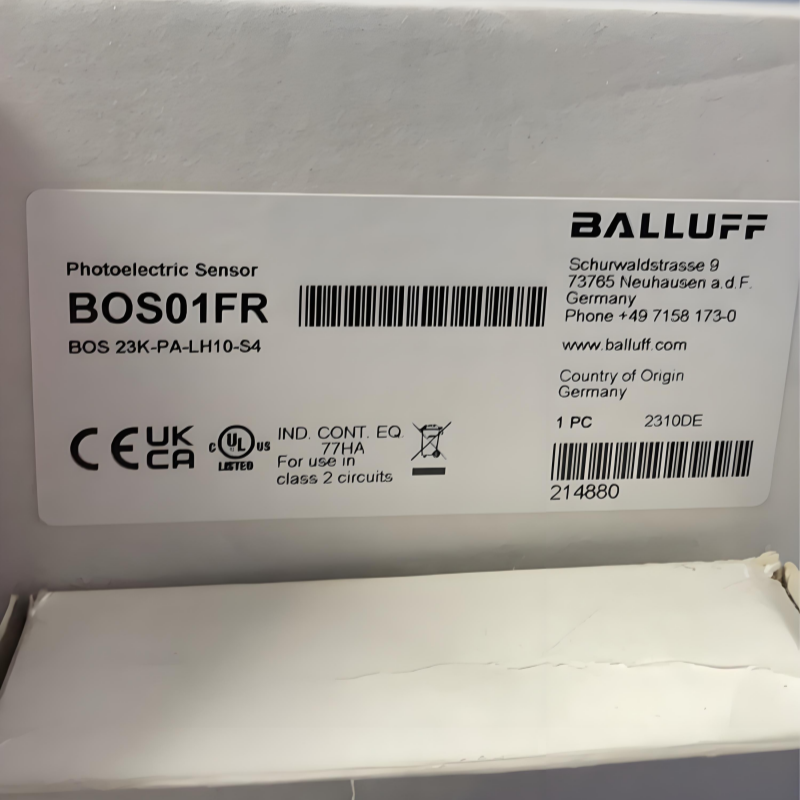 BALLUFF
Schurwaldstrasse 9
73765 Neuhausen a.d.F.
Germany
Phone +49 7158 173-0
www.balluff.com
Country of Origin
Germany
1 PC 2310DE
214880
Photoelectric Sensor
BOS01FR
BOS 23K-PA-LH10-S4
CE UK CA
C UL US
LISTED
IND. CONT. EQ
77HA
For use in
class 2 circuits